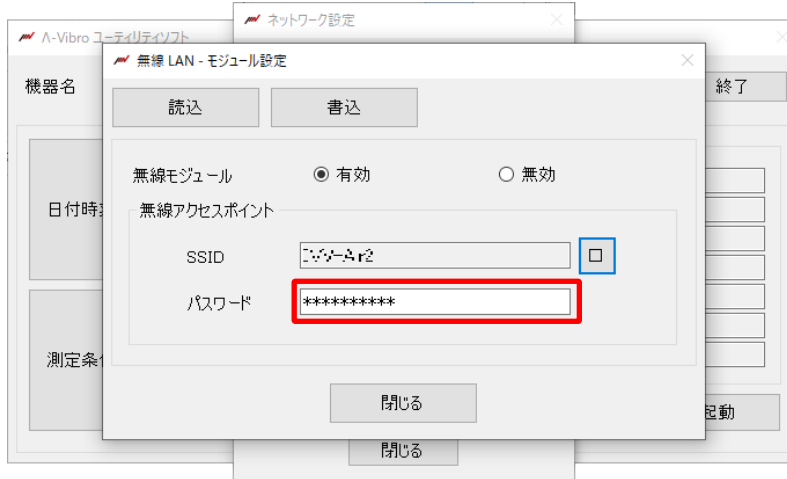 ネットワーク設定
Λ-Vibro ユーティリティソフト
無線 LAN - モジュール設定
機器名
終了
読込
書込
無線モジュール
有効
無効
日付時
無線アクセスポイント
SSID
パスワード
**********
測定条
閉じる
起動
閉じる